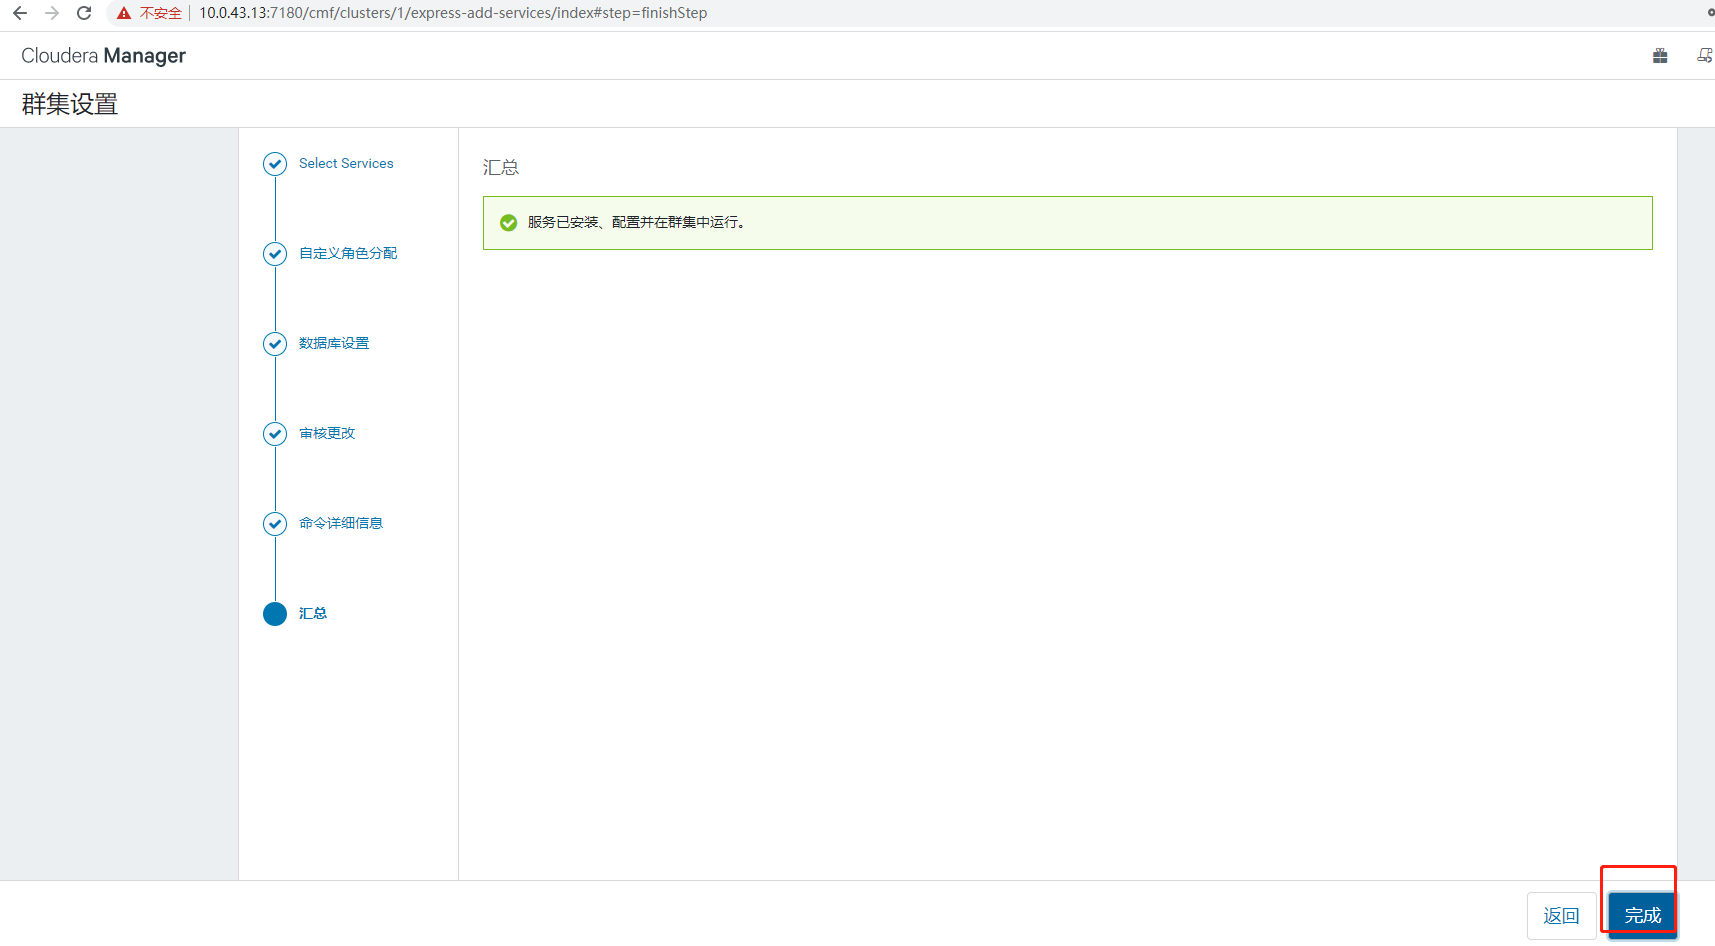 不安全 10.0.43.13:7180/cmf/clusters/1/express-add-services/index#step=finishStep
Cloudera Manager
群集设置
Select Services
自定义角色分配
数据库设置
审核更改
命令详细信息
汇总
汇总
服务已安装、配置并在群集中运行。
返回
完成